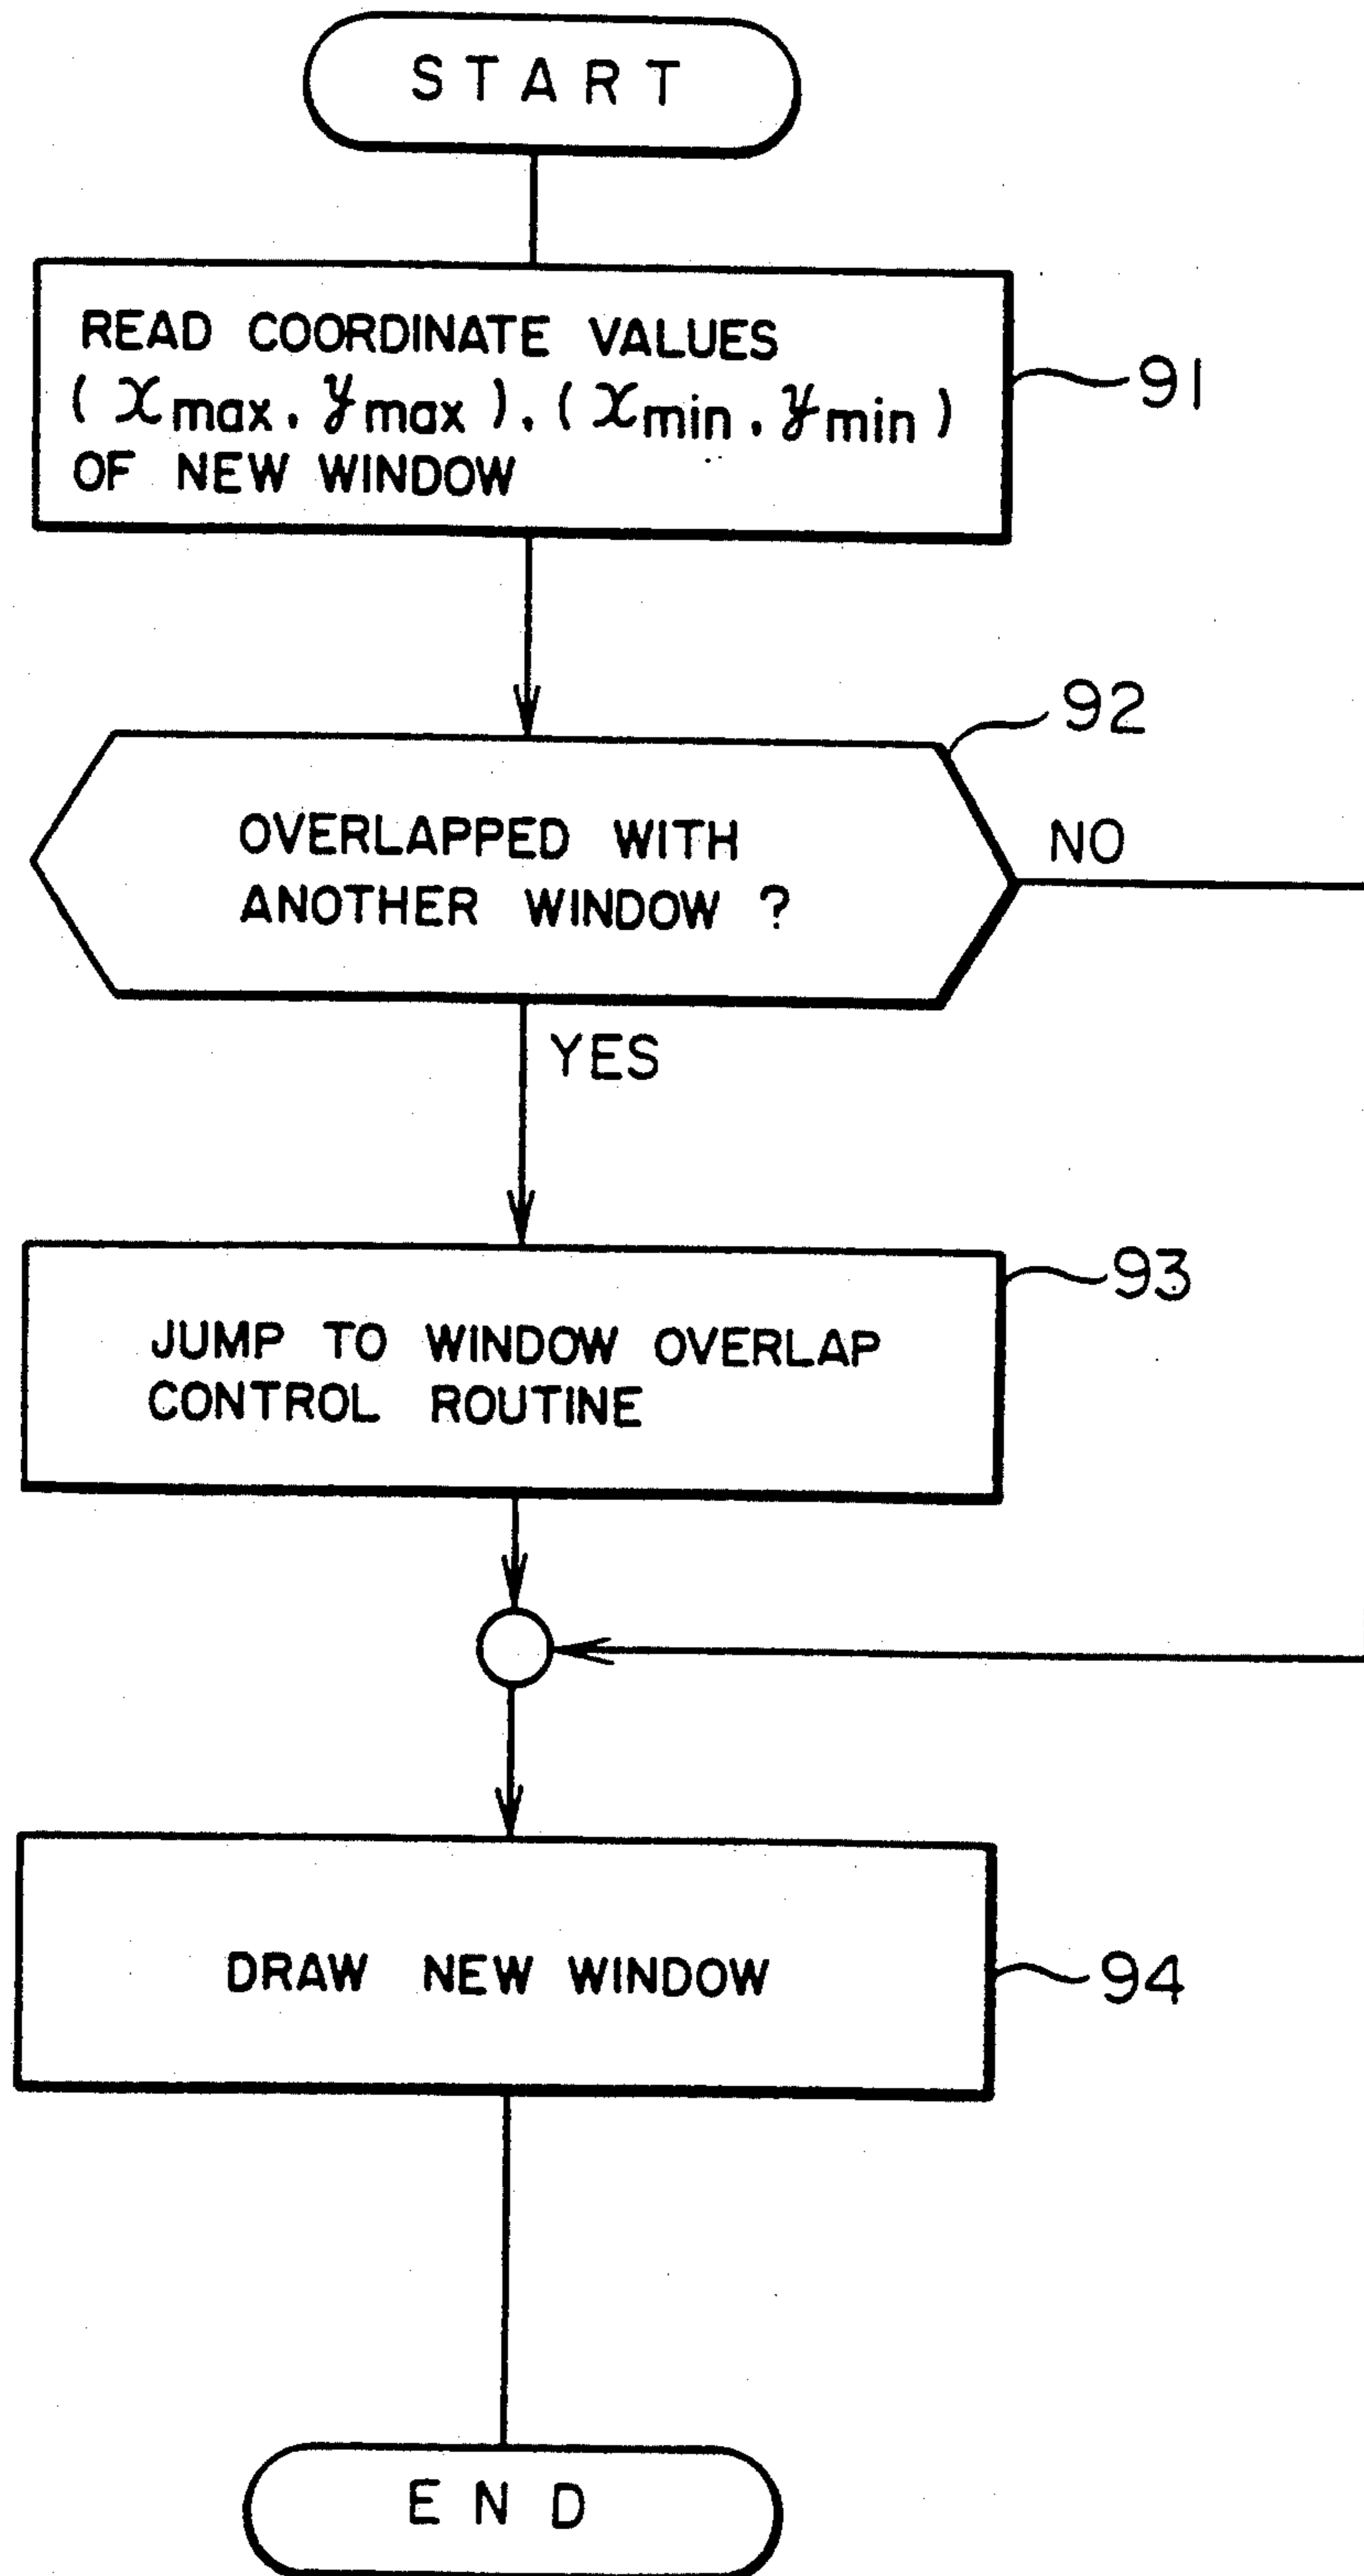 START
READ COORDINATE VALUES
(xmax, ymax), (xmin, ymin)
OF NEW WINDOW
91
92
OVERLAPPED WITH
ANOTHER WINDOW ?
NO
YES
93
JUMP TO WINDOW OVERLAP
CONTROL ROUTINE
DRAW NEW WINDOW
94
END